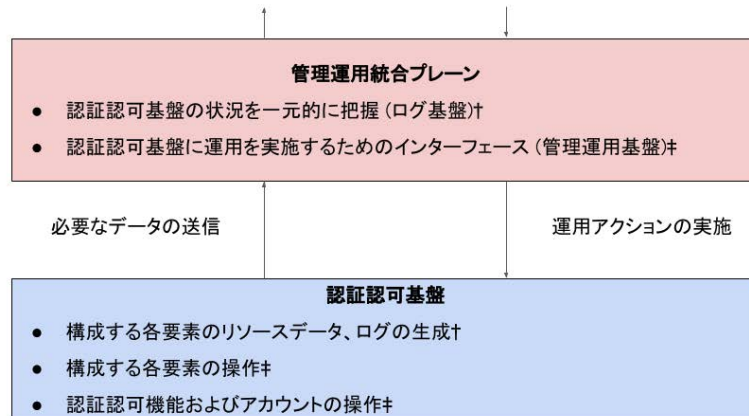 管理運用統合プレーン
● 認証認可基盤の状況を一元的に把握 (ログ基盤)†
● 認証認可基盤に運用を実施するためのインターフェース (管理運用基盤)‡
必要なデータの送信
運用アクションの実施
認証認可基盤
● 構成する各要素のリソースデータ、ログの生成†
● 構成する各要素の操作‡
● 認証認可機能およびアカウントの操作‡